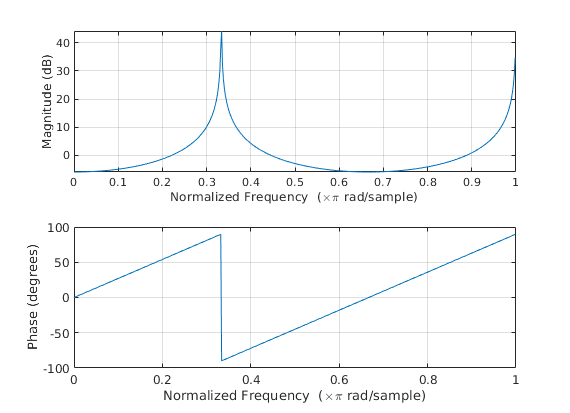 Magnitude (dB)
40
30
20
10
0
0 0.1 0.2 0.3 0.4 0.5 0.6 0.7 0.8 0.9 1
Normalized Frequency (×π rad/sample)
Phase (degrees)
100
50
0
-50
-100
0 0.2 0.4 0.6 0.8 1
Normalized Frequency (×π rad/sample)